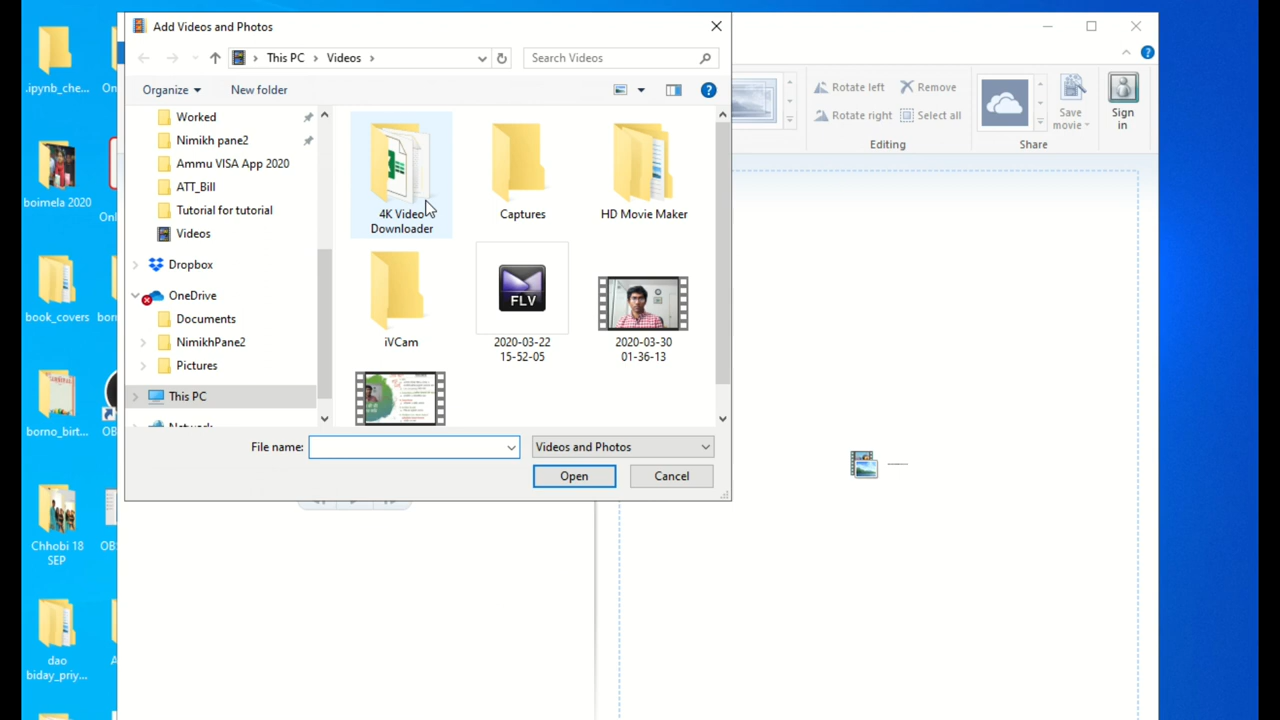 Add Videos and Photos
This PC
Videos
Search Videos
Organize
New folder
Worked
Nimikh pane2
Ammu VISA App 2020
ATT_Bill
Tutorial for tutorial
Videos
Dropbox
OneDrive
Documents
NimikhPane2
Pictures
This PC
4K Video
Downloader
Captures
HD Movie Maker
iVCam
FLV
2020-03-22
15-52-05
2020-03-30
01-36-13
File name:
Videos and Photos
Open
Cancel
Rotate left
Remove
Rotate right
Select all
Editing
Save
movie
Share
Sign
in
.ipynb_che...
boimela 2020
book_covers
borno_birt...
Chhobi 18
SEP
dao
biday_priy...